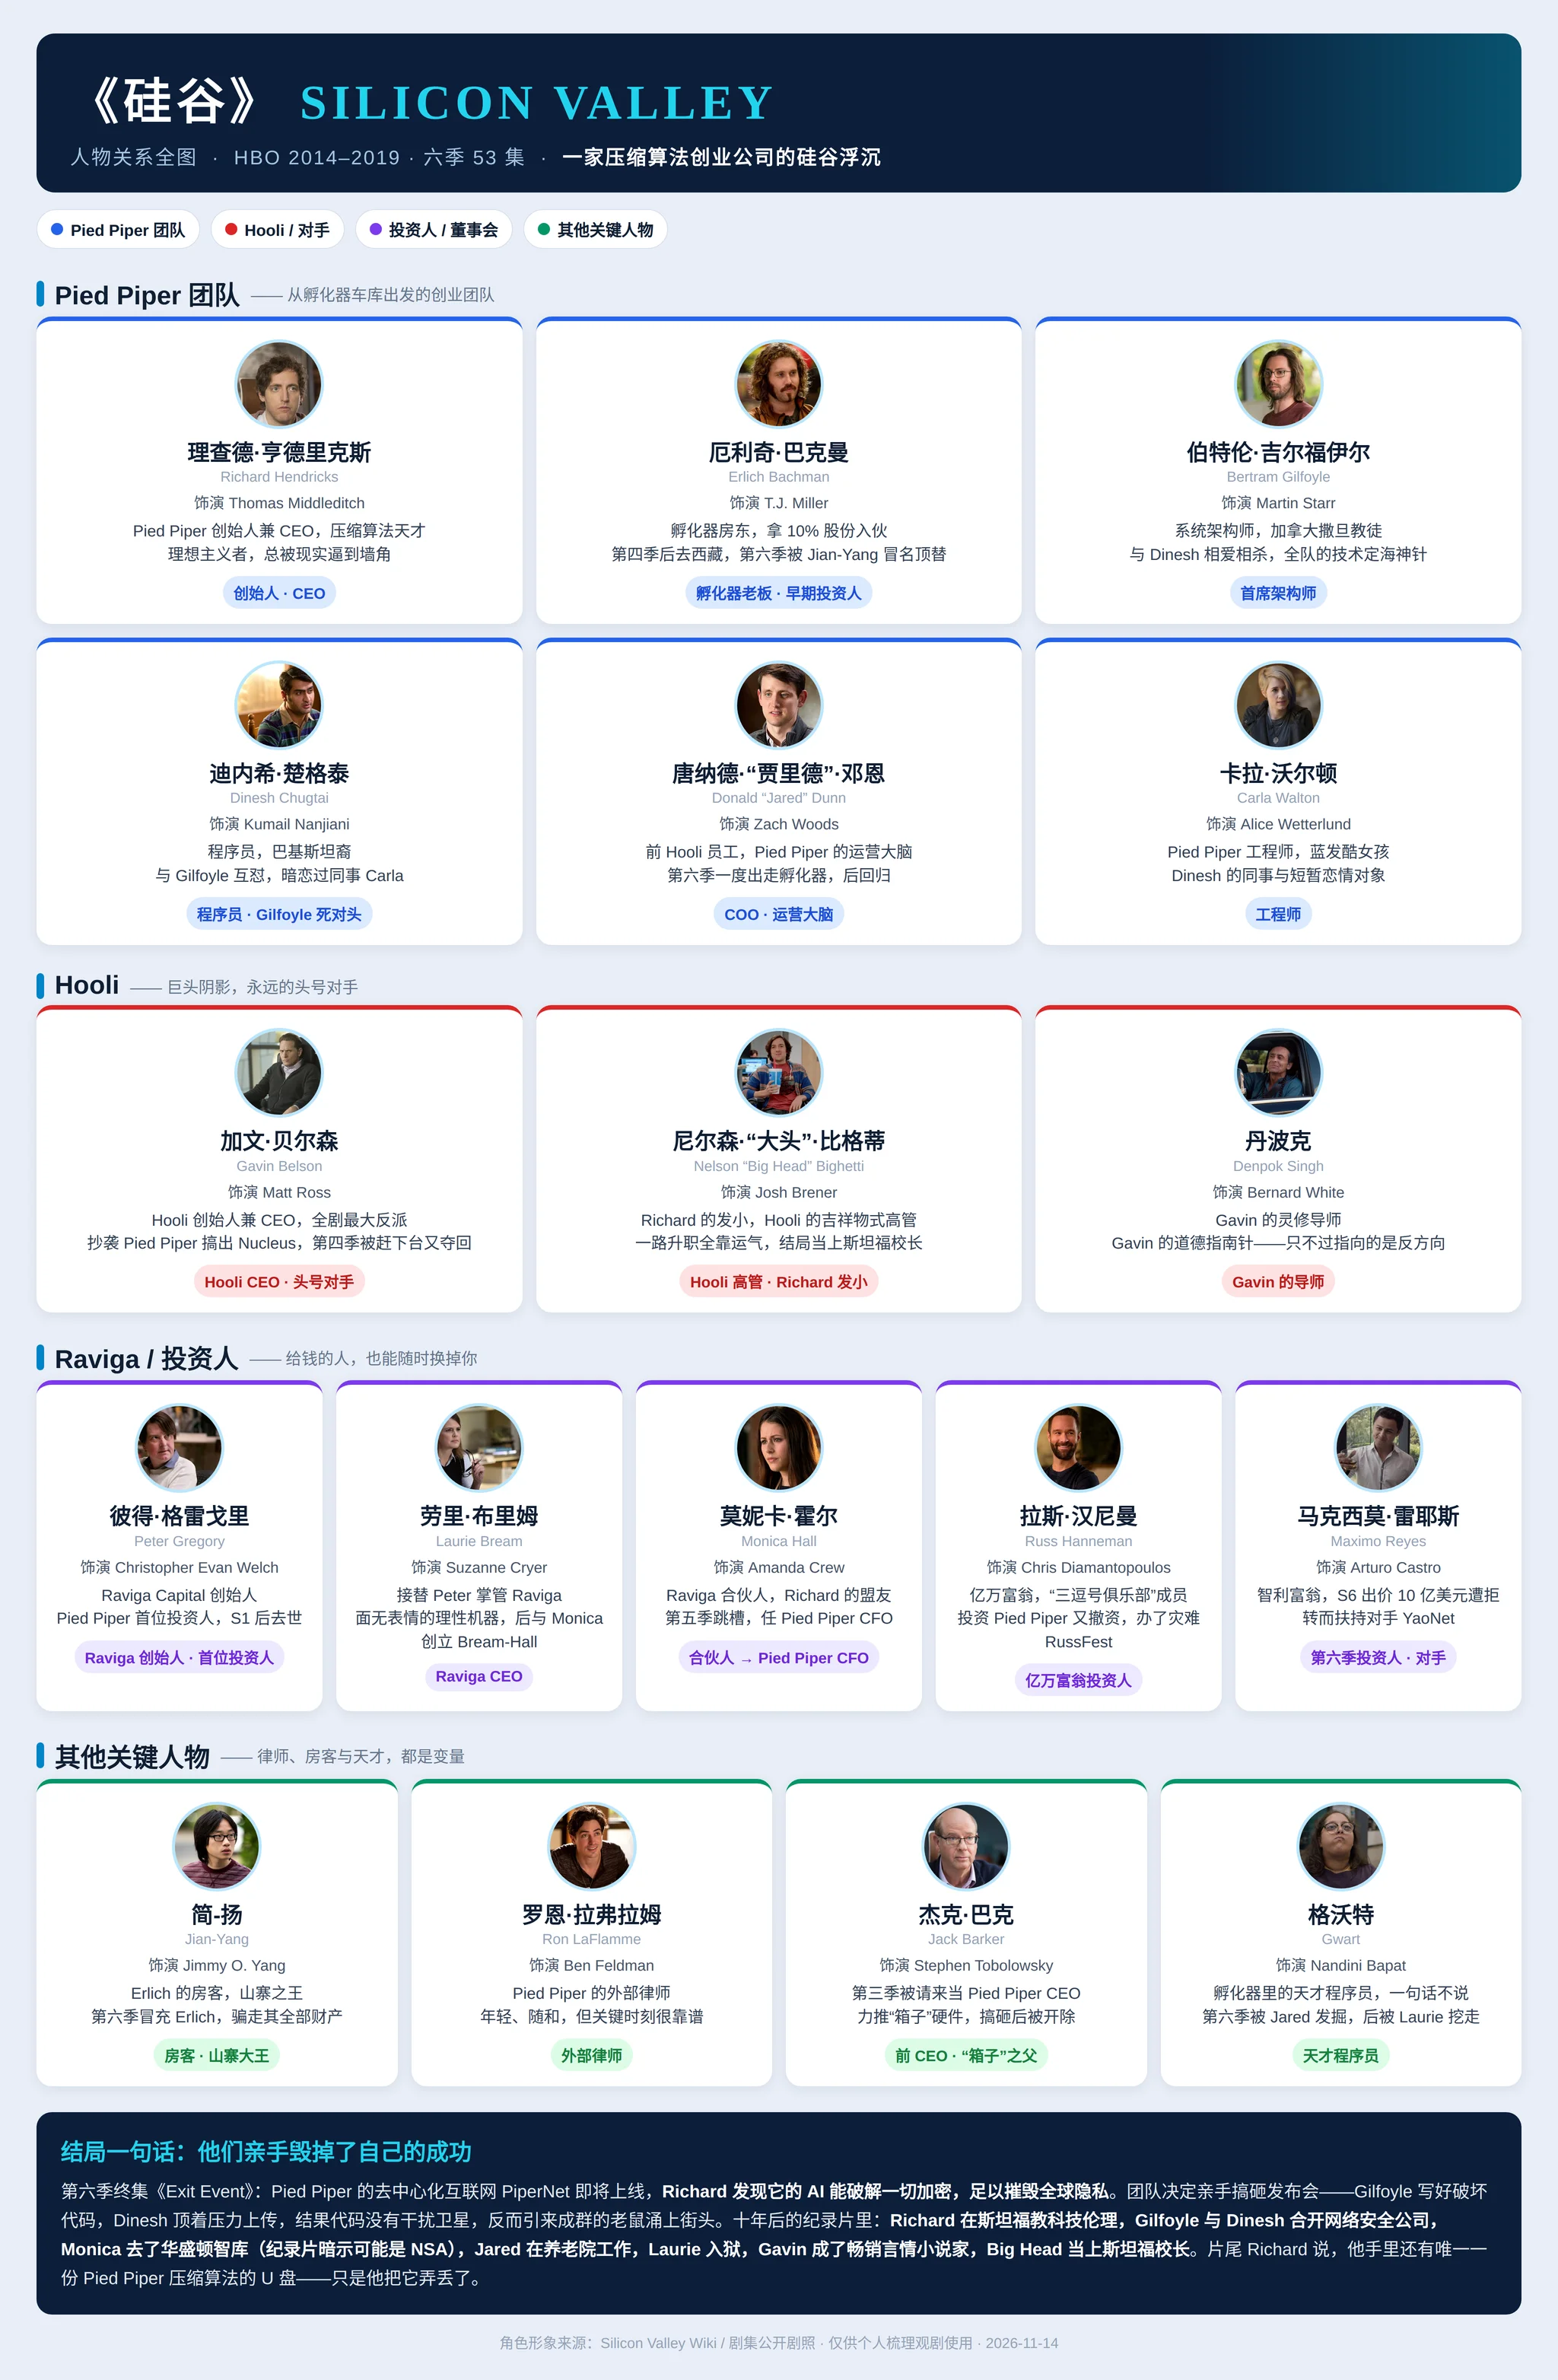 《硅谷》 SILICON VALLEY
人物关系全图 · HBO 2014–2019 · 六季 53 集 · 一家压缩算法创业公司的硅谷浮沉
Pied Piper 团队
Hooli / 对手
投资人 / 董事会
其他关键人物
Pied Piper 团队 —— 从孵化器车库出发的创业团队
理查德·亨德里克斯
Richard Hendricks
饰演 Thomas Middleditch
Pied Piper 创始人兼 CEO，压缩算法天才
理想主义者，总被现实逼到墙角
创始人 · CEO
厄利奇·巴克曼
Erlich Bachman
饰演 T.J. Miller
孵化器房东，拿 10% 股份入伙
第四季后去西藏，第六季被 Jian-Yang 冒名顶替
孵化器老板 · 早期投资人
伯特伦·吉尔福伊尔
Bertram Gilfoyle
饰演 Martin Starr
系统架构师，加拿大撒旦教徒
与 Dinesh 相爱相杀，全队的技术定海神针
首席架构师
迪内希·楚格泰
Dinesh Chugtai
饰演 Kumail Nanjiani
程序员，巴基斯坦裔
与 Gilfoyle 互怼，暗恋过同事 Carla
程序员 · Gilfoyle 死对头
唐纳德·“贾里德”·邓恩
Donald “Jared” Dunn
饰演 Zach Woods
前 Hooli 员工，Pied Piper 的运营大脑
第六季一度出走孵化器，后回归
COO · 运营大脑
卡拉·沃尔顿
Carla Walton
饰演 Alice Wetterlund
Pied Piper 工程师，蓝发酷女孩
Dinesh 的同事与短暂恋情对象
工程师
Hooli —— 巨头阴影，永远的头号对手
加文·贝尔森
Gavin Belson
饰演 Matt Ross
Hooli 创始人兼 CEO，全剧最大反派
抄袭 Pied Piper 搞出 Nucleus，第四季被赶下台又夺回
Hooli CEO · 头号对手
尼尔森·“大头”·比格蒂
Nelson “Big Head” Bighetti
饰演 Josh Brener
Richard 的发小，Hooli 的吉祥物式高管
一路升职全靠运气，结局当上斯坦福校长
Hooli 高管 · Richard 发小
丹波克
Denpok Singh
饰演 Bernard White
Gavin 的灵修导师
Gavin 的道德指南针——只不过指向的是反方向
Gavin 的导师
Raviga / 投资人 —— 给钱的人，也能随时换掉你
彼得·格雷戈里
Peter Gregory
饰演 Christopher Evan Welch
Raviga Capital 创始人
Pied Piper 首位投资人，S1 后去世
Raviga 创始人 · 首位投资人
劳里·布里姆
Laurie Bream
饰演 Suzanne Cryer
接替 Peter 掌管 Raviga
面无表情的理性机器，后与 Monica
创立 Bream-Hall
Raviga CEO
莫妮卡·霍尔
Monica Hall
饰演 Amanda Crew
Raviga 合伙人，Richard 的盟友
第五季跳槽，任 Pied Piper CFO
合伙人 → Pied Piper CFO
拉斯·汉尼曼
Russ Hanneman
饰演 Chris Diamantopoulos
亿万富翁，“三逗号俱乐部”成员
投资 Pied Piper 又撤资，办了灾难
RussFest
亿万富翁投资人
马克西莫·雷耶斯
Maximo Reyes
饰演 Arturo Castro
智利富翁，S6 出价 10 亿美元遭拒
转而扶持对手 YaoNet
第六季投资人 · 对手
其他关键人物 —— 律师、房客与天才，都是变量
简-扬
Jian-Yang
饰演 Jimmy O. Yang
Erlich 的房客，山寨之王
第六季冒充 Erlich，骗走其全部财产
房客 · 山寨大王
罗恩·拉弗拉姆
Ron LaFlamme
饰演 Ben Feldman
Pied Piper 的外部律师
年轻、随和，但关键时刻很靠谱
外部律师
杰克·巴克
Jack Barker
饰演 Stephen Tobolowsky
第三季被请来当 Pied Piper CEO
力推“箱子”硬件，搞砸后被开除
前 CEO · “箱子”之父
格沃特
Gwart
饰演 Nandini Bapat
孵化器里的天才程序员，一句话不说
第六季被 Jared 发掘，后被 Laurie 挖走
天才程序员
结局一句话：他们亲手毁掉了自己的成功
第六季终集《Exit Event》：Pied Piper 的去中心化互联网 PiperNet 即将上线，Richard 发现它的 AI 能破解一切加密，足以摧毁全球隐私。团队决定亲手搞砸发布会——Gilfoyle 写好破坏
代码，Dinesh 顶着压力上传，结果代码没有干扰卫星，反而引来成群的老鼠涌上街头。十年后的纪录片里：Richard 在斯坦福教科技伦理，Gilfoyle 与 Dinesh 合开网络安全公司，
Monica 去了华盛顿智库（纪录片暗示可能是 NSA），Jared 在养老院工作，Laurie 入狱，Gavin 成了畅销言情小说家，Big Head 当上斯坦福校长。片尾 Richard 说，他手里还有唯一一
份 Pied Piper 压缩算法的 U 盘——只是他把它弄丢了。
角色形象来源：Silicon Valley Wiki / 剧集公开剧照 · 仅供个人梳理观剧使用 · 2026-11-14